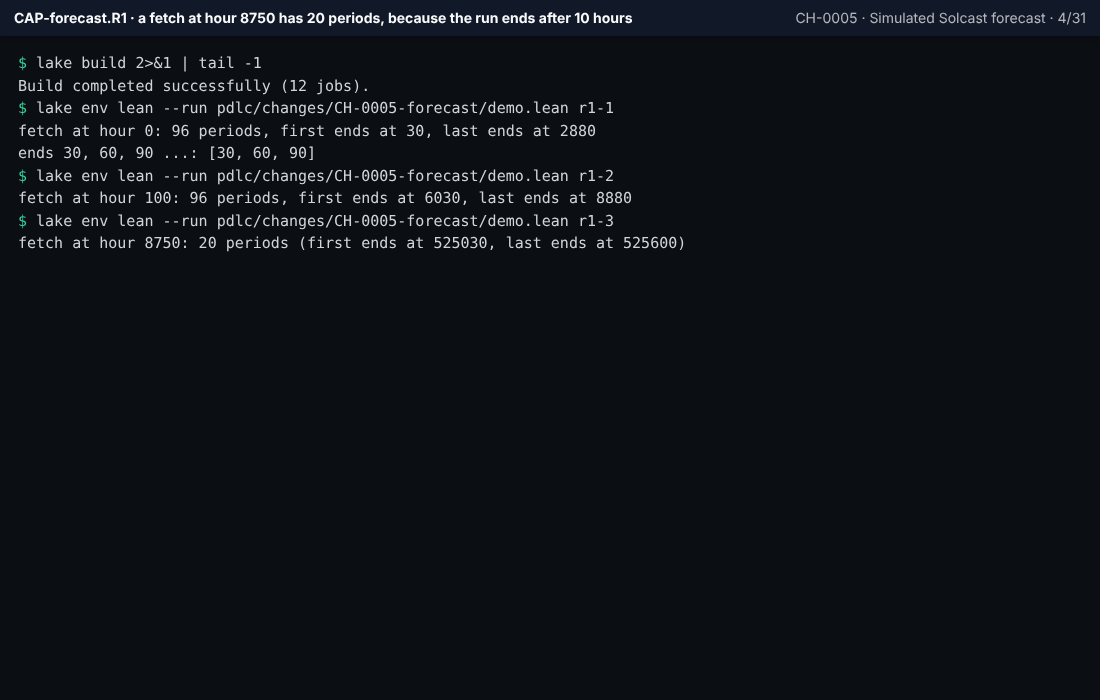 CAP-forecast.R1 · a fetch at hour 8750 has 20 periods, because the run ends after 10 hours
CH-0005 · Simulated Solcast forecast · 4/31
$ lake build 2>&1 | tail -1
Build completed successfully (12 jobs).
$ lake env lean --run pdlc/changes/CH-0005-forecast/demo.lean r1-1
fetch at hour 0: 96 periods, first ends at 30, last ends at 2880
ends 30, 60, 90 ...: [30, 60, 90]
$ lake env lean --run pdlc/changes/CH-0005-forecast/demo.lean r1-2
fetch at hour 100: 96 periods, first ends at 6030, last ends at 8880
$ lake env lean --run pdlc/changes/CH-0005-forecast/demo.lean r1-3
fetch at hour 8750: 20 periods (first ends at 525030, last ends at 525600)